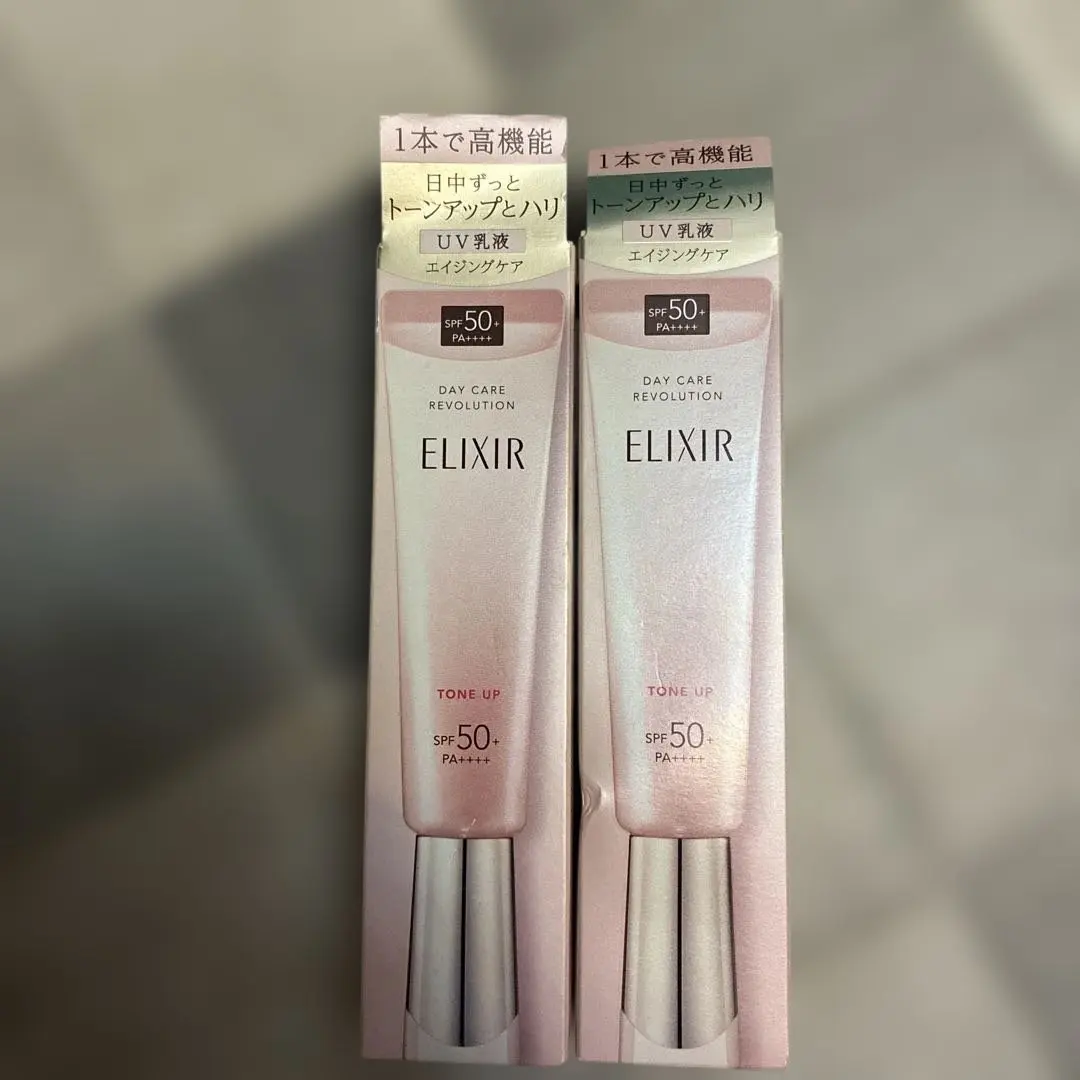 1本で高機能
日中ずっと
トーンアップとハリ
UV乳液
エイジングケア
SPF50+
PA++++
DAY CARE
REVOLUTION
ELIXIR
TONE UP
SPF50+
PA++++
1本で高機能
日中ずっと
トーンアップとハリ
UV乳液
エイジングケア
SPF50+
PA++++
DAY CARE
REVOLUTION
ELIXIR
TONE UP
SPF50+
PA++++